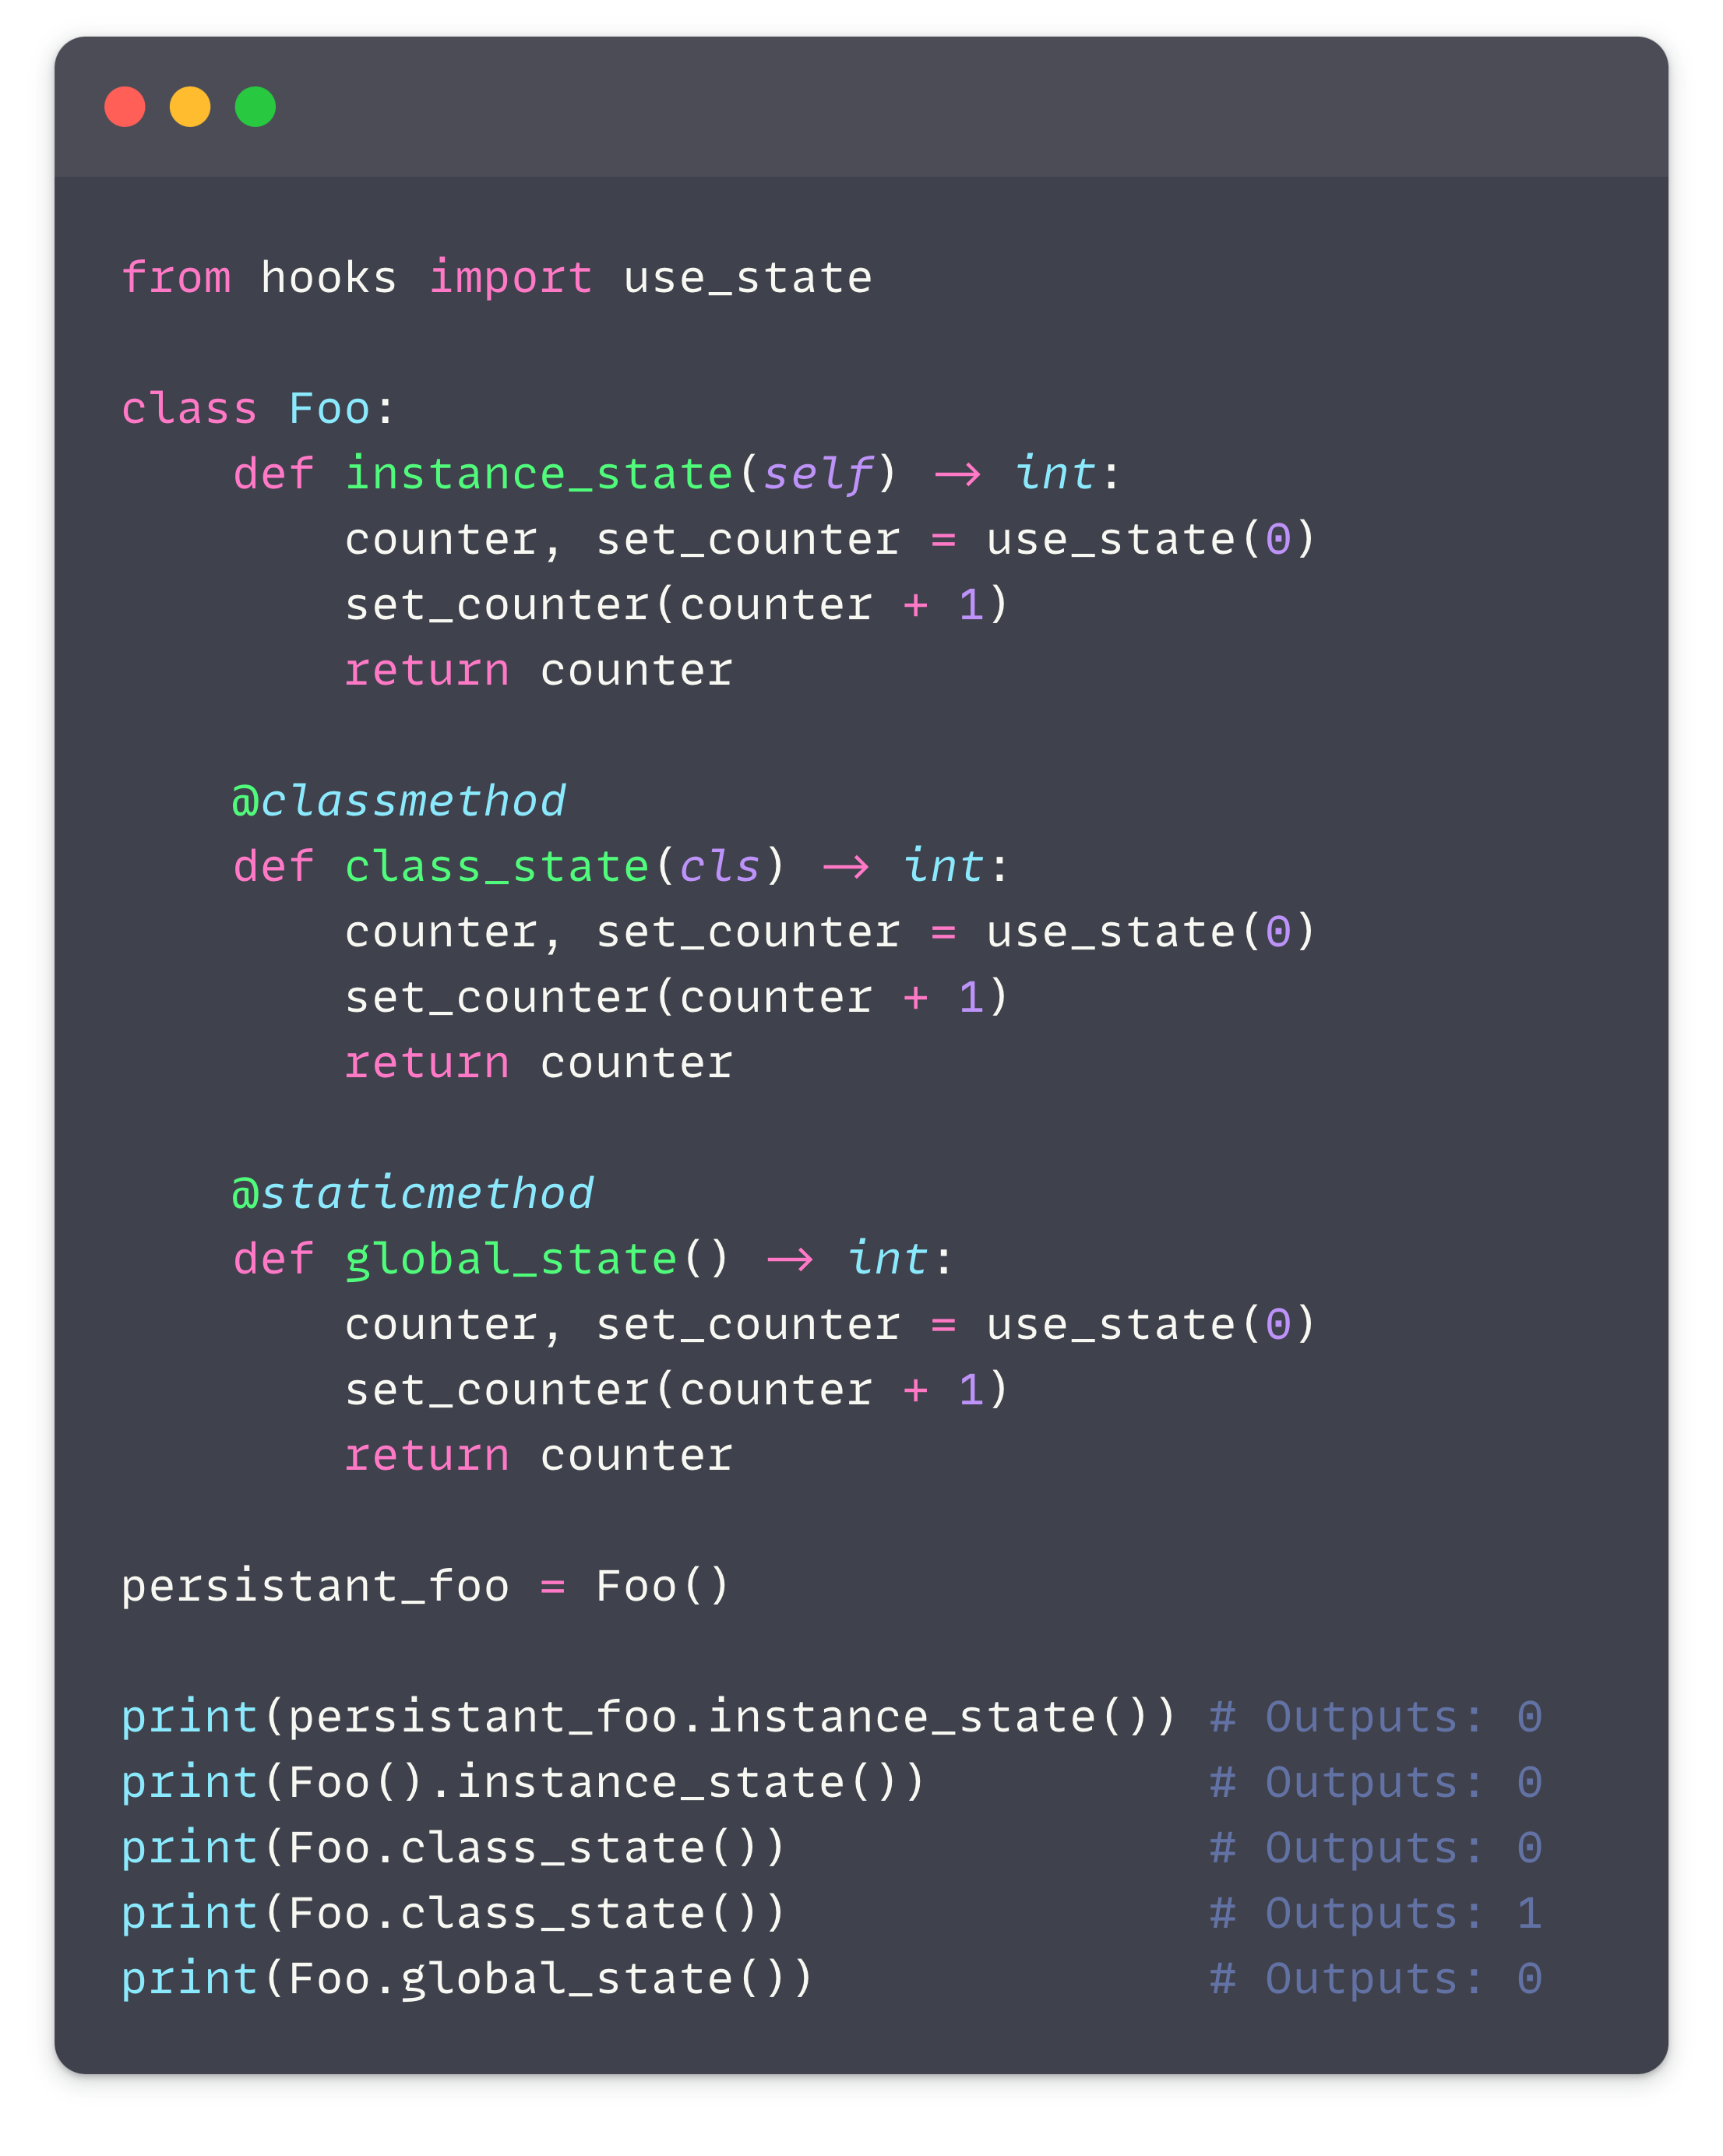 from hooks import use_state

class Foo:
    def instance_state(self) → int:
        counter, set_counter = use_state(0)
        set_counter(counter + 1)
        return counter

    @classmethod
    def class_state(cls) → int:
        counter, set_counter = use_state(0)
        set_counter(counter + 1)
        return counter

    @staticmethod
    def global_state() → int:
        counter, set_counter = use_state(0)
        set_counter(counter + 1)
        return counter

persistant_foo = Foo()

print(persistant_foo.instance_state()) # Outputs: 0
print(Foo().instance_state())          # Outputs: 0
print(Foo.class_state())               # Outputs: 0
print(Foo.class_state())               # Outputs: 1
print(Foo.global_state())              # Outputs: 0